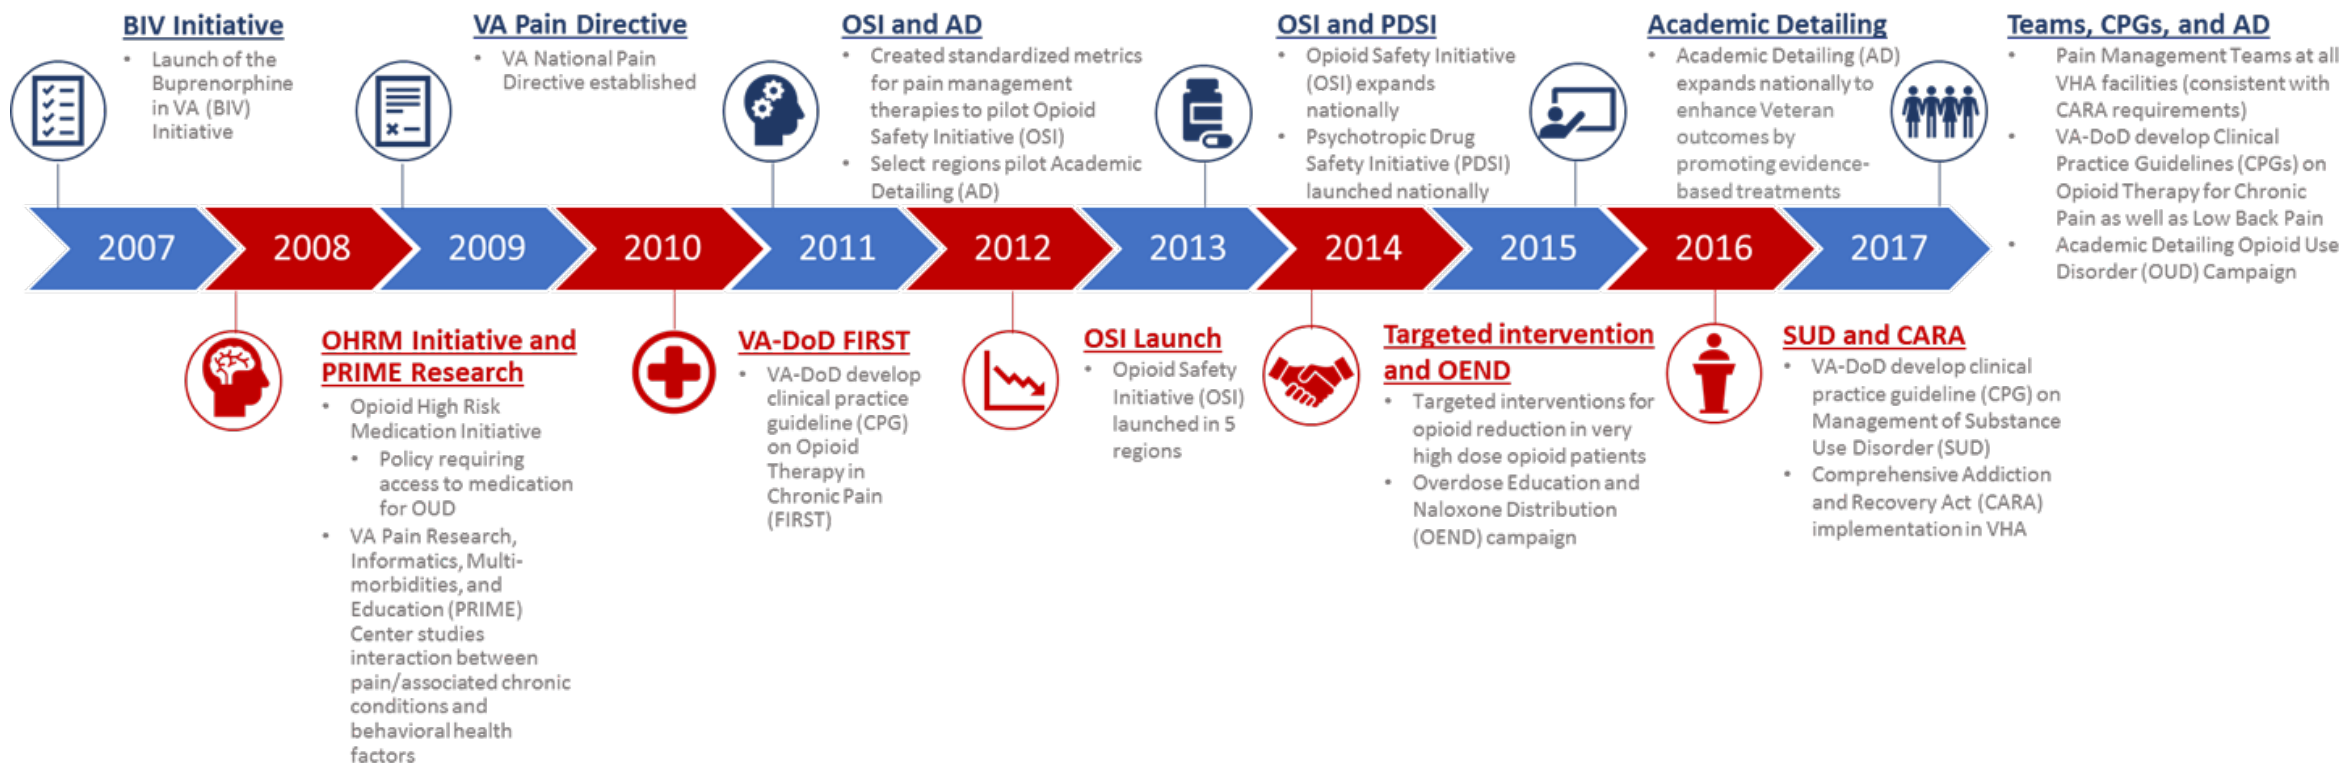 BIV Initiative
• Launch of the
Buprenorphine
in VA (BIV)
Initiative
VA Pain Directive
• VA National Pain
Directive established
OSI and AD
• Created standardized metrics
for pain management
therapies to pilot Opioid
Safety Initiative (OSI)
• Select regions pilot Academic
Detailing (AD)
OSI and PDSI
• Opioid Safety Initiative
(OSI) expands
nationally
• Psychotropic Drug
Safety Initiative (PDSI)
launched nationally
Academic Detailing
• Academic Detailing (AD)
expands nationally to
enhance Veteran
outcomes by
promoting evidence-
based treatments
Teams, CPGs, and AD
• Pain Management Teams at all
VHA facilities (consistent with
CARA requirements)
• VA-DoD develop Clinical
Practice Guidelines (CPGs) on
Opioid Therapy for Chronic
Pain as well as Low Back Pain
• Academic Detailing Opioid Use
Disorder (OUD) Campaign
2007
2008
2009
2010
2011
2012
2013
2014
2015
2016
2017
OHRM Initiative and
PRIME Research
• Opioid High Risk
Medication Initiative
• Policy requiring
access to medication
for OUD
• VA Pain Research,
Informatics, Multi-
morbidities, and
Education (PRIME)
Center studies
interaction between
pain/associated chronic
conditions and
behavioral health
factors
VA-DoD FIRST
• VA-DoD develop
clinical practice
guideline (CPG)
on Opioid
Therapy in
Chronic Pain
(FIRST)
OSI Launch
• Opioid Safety
Initiative (OSI)
launched in 5
regions
Targeted intervention
and OEND
• Targeted interventions for
opioid reduction in very
high dose opioid patients
• Overdose Education and
Naloxone Distribution
(OEND) campaign
SUD and CARA
• VA-DoD develop clinical
practice guideline (CPG) on
Management of Substance
Use Disorder (SUD)
• Comprehensive Addiction
and Recovery Act (CARA)
implementation in VHA